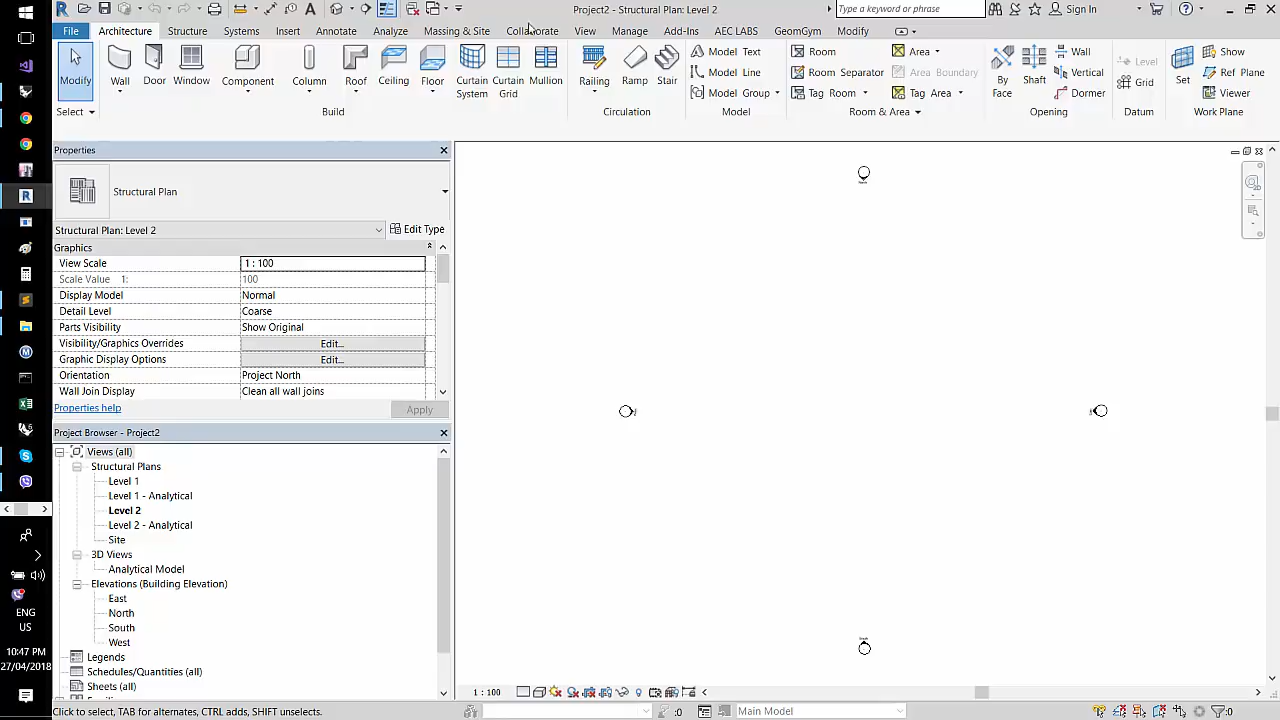 Project2 - Structural Plan: Level 2
Type a keyword or phrase
Sign In
File Architecture Structure Systems Insert Annotate Analyze Massing & Site Collaborate View Manage Add-Ins AEC LABS GeomGym Modify
Modify
Wall
Door
Window
Component
Column
Roof
Ceiling
Floor
Curtain System
Curtain Grid
Mullion
Railing
Ramp
Stair
Model Text
Model Line
Model Group
Room
Room Separator
Tag Room
Area
Area Boundary
Tag Area
By Face
Shaft
Wall
Vertical
Dormer
Level
Grid
Set
Show
Ref Plane
Viewer
Select Build Circulation Model Room & Area Opening Datum Work Plane
Properties
Structural Plan
Structural Plan: Level 2 Edit Type
Graphics
View Scale 1 : 100
Scale Value 1: 100
Display Model Normal
Detail Level Coarse
Parts Visibility Show Original
Visibility/Graphics Overrides Edit...
Graphic Display Options Edit...
Orientation Project North
Wall Join Display Clean all wall joins
Properties help Apply
Project Browser - Project2
Views (all)
Structural Plans
Level 1
Level 1 - Analytical
Level 2
Level 2 - Analytical
Site
3D Views
Analytical Model
Elevations (Building Elevation)
East
North
South
West
Legends
Schedules/Quantities (all)
Sheets (all)
1 : 100
Click to select, TAB for alternates, CTRL adds, SHIFT unselects.
:0
Main Model
:0
ENG
US
10:47 PM
27/04/2018